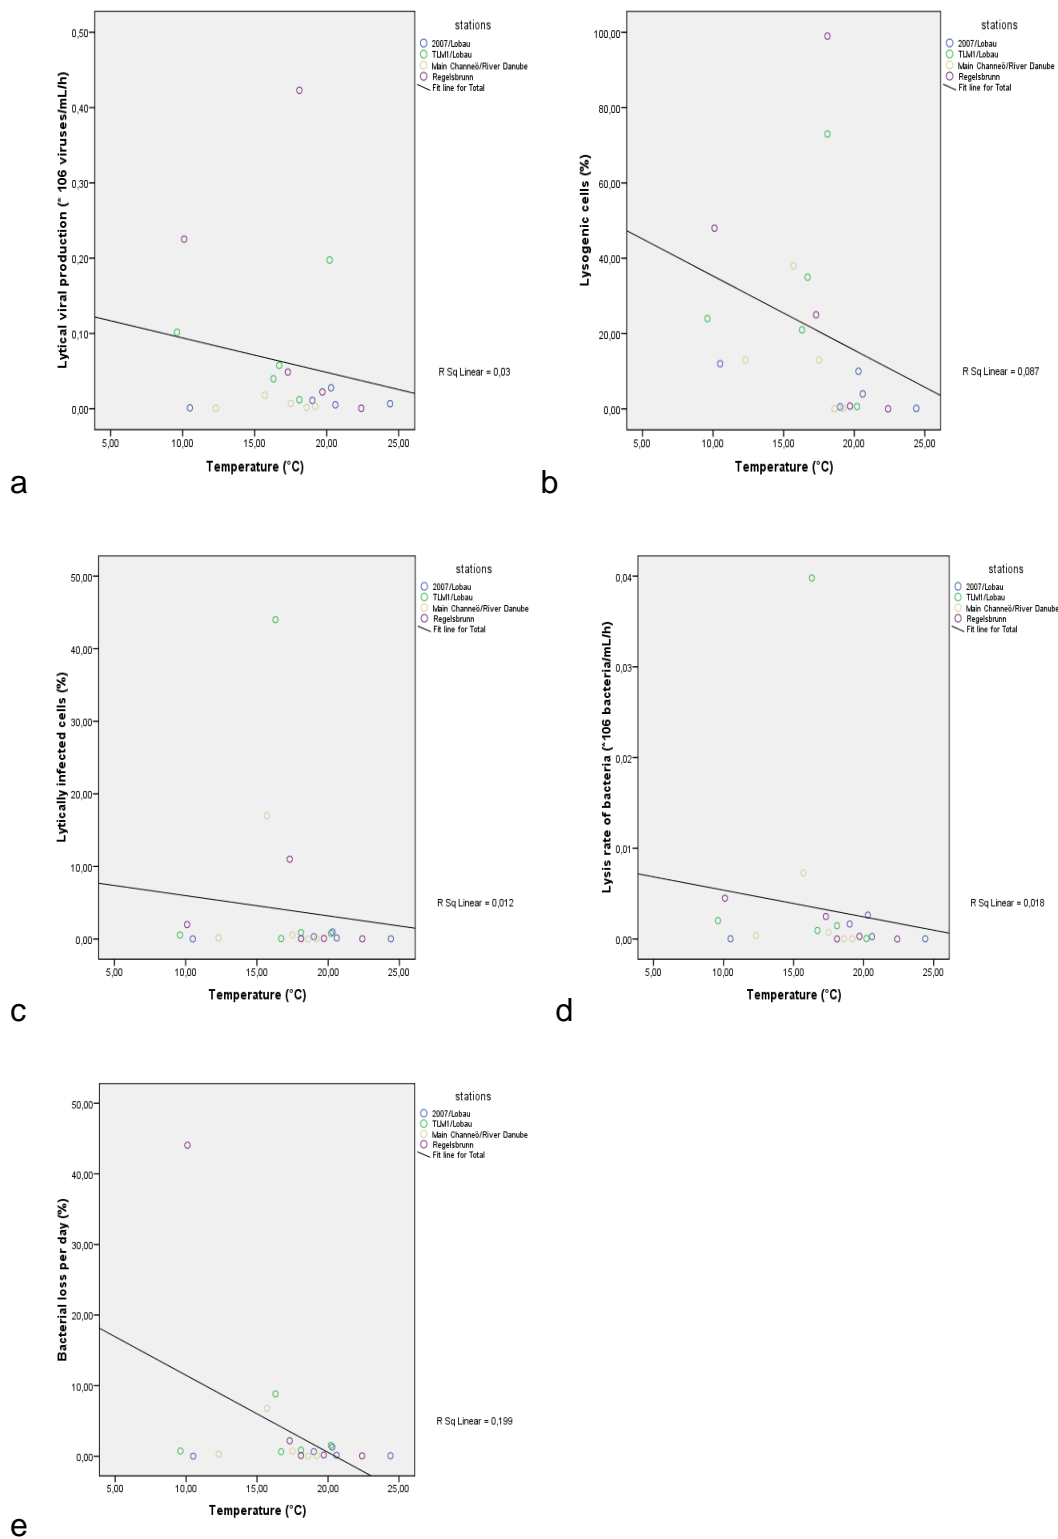 stations
2007/Lobau
TLM1/Lobau
Main Channeö/River Danube
Regelsbrunn
Fit line for Total
Lytical viral production (* 106 viruses/mL/h)
0,50
0,40
0,30
0,20
0,10
0,00
5,00 10,00 15,00 20,00 25,00
Temperature (°C)
R Sq Linear = 0,03
a
stations
2007/Lobau
TLM1/Lobau
Main Channeö/River Danube
Regelsbrunn
Fit line for Total
Lysogenic cells (%)
100,00
80,00
60,00
40,00
20,00
0,00
5,00 10,00 15,00 20,00 25,00
Temperature (°C)
R Sq Linear = 0,087
b
stations
2007/Lobau
TLM1/Lobau
Main Channeö/River Danube
Regelsbrunn
Fit line for Total
Lytically infected cells (%)
50,00
40,00
30,00
20,00
10,00
0,00
5,00 10,00 15,00 20,00 25,00
Temperature (°C)
R Sq Linear = 0,012
c
stations
2007/Lobau
TLM1/Lobau
Main Channeö/River Danube
Regelsbrunn
Fit line for Total
Lysis rate of bacteria (*106 bacteria/mL/h)
0,04
0,03
0,02
0,01
0,00
5,00 10,00 15,00 20,00 25,00
Temperature (°C)
R Sq Linear = 0,018
d
stations
2007/Lobau
TLM1/Lobau
Main Channeö/River Danube
Regelsbrunn
Fit line for Total
Bacterial loss per day (%)
50,00
40,00
30,00
20,00
10,00
0,00
5,00 10,00 15,00 20,00 25,00
Temperature (°C)
R Sq Linear = 0,199
e